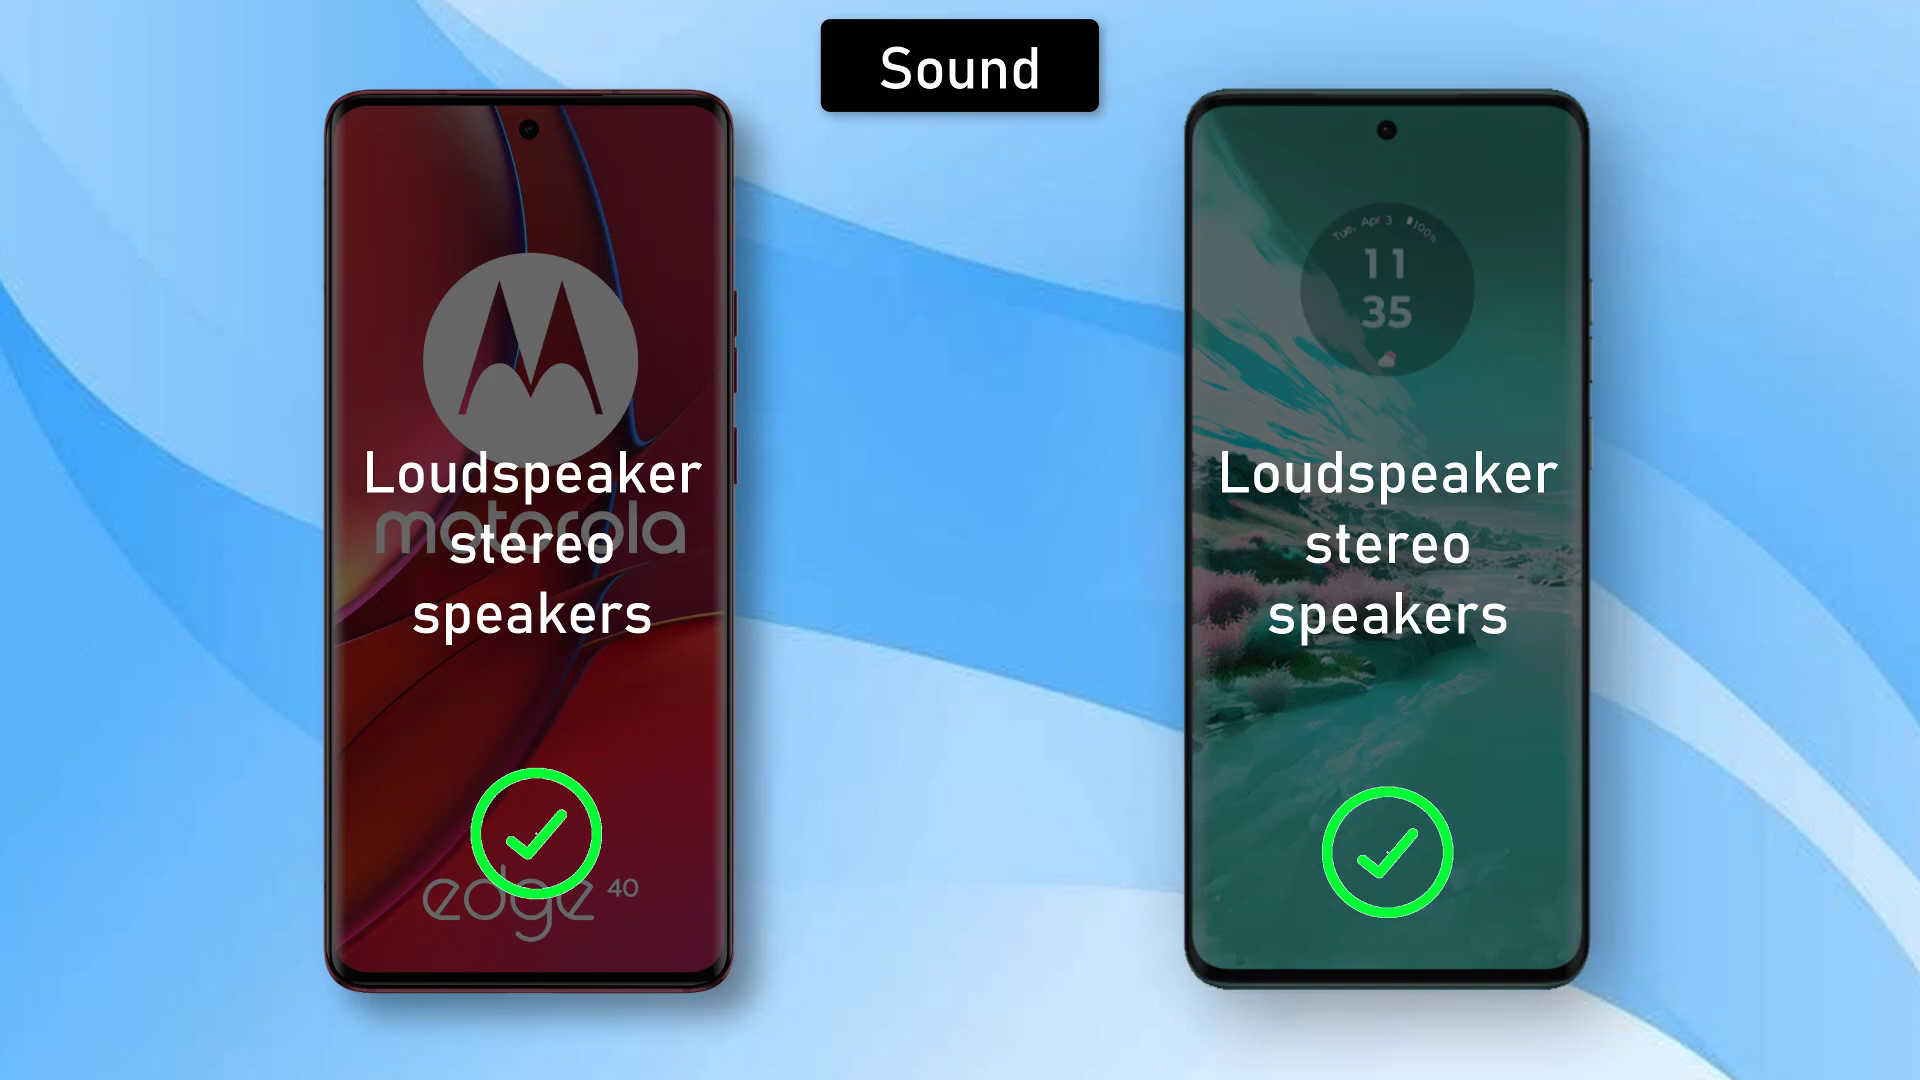 Sound
motorola
Loudspeaker
stereo
speakers
edge 40
Tue, Apr 3 100%
11
35
Loudspeaker
stereo
speakers